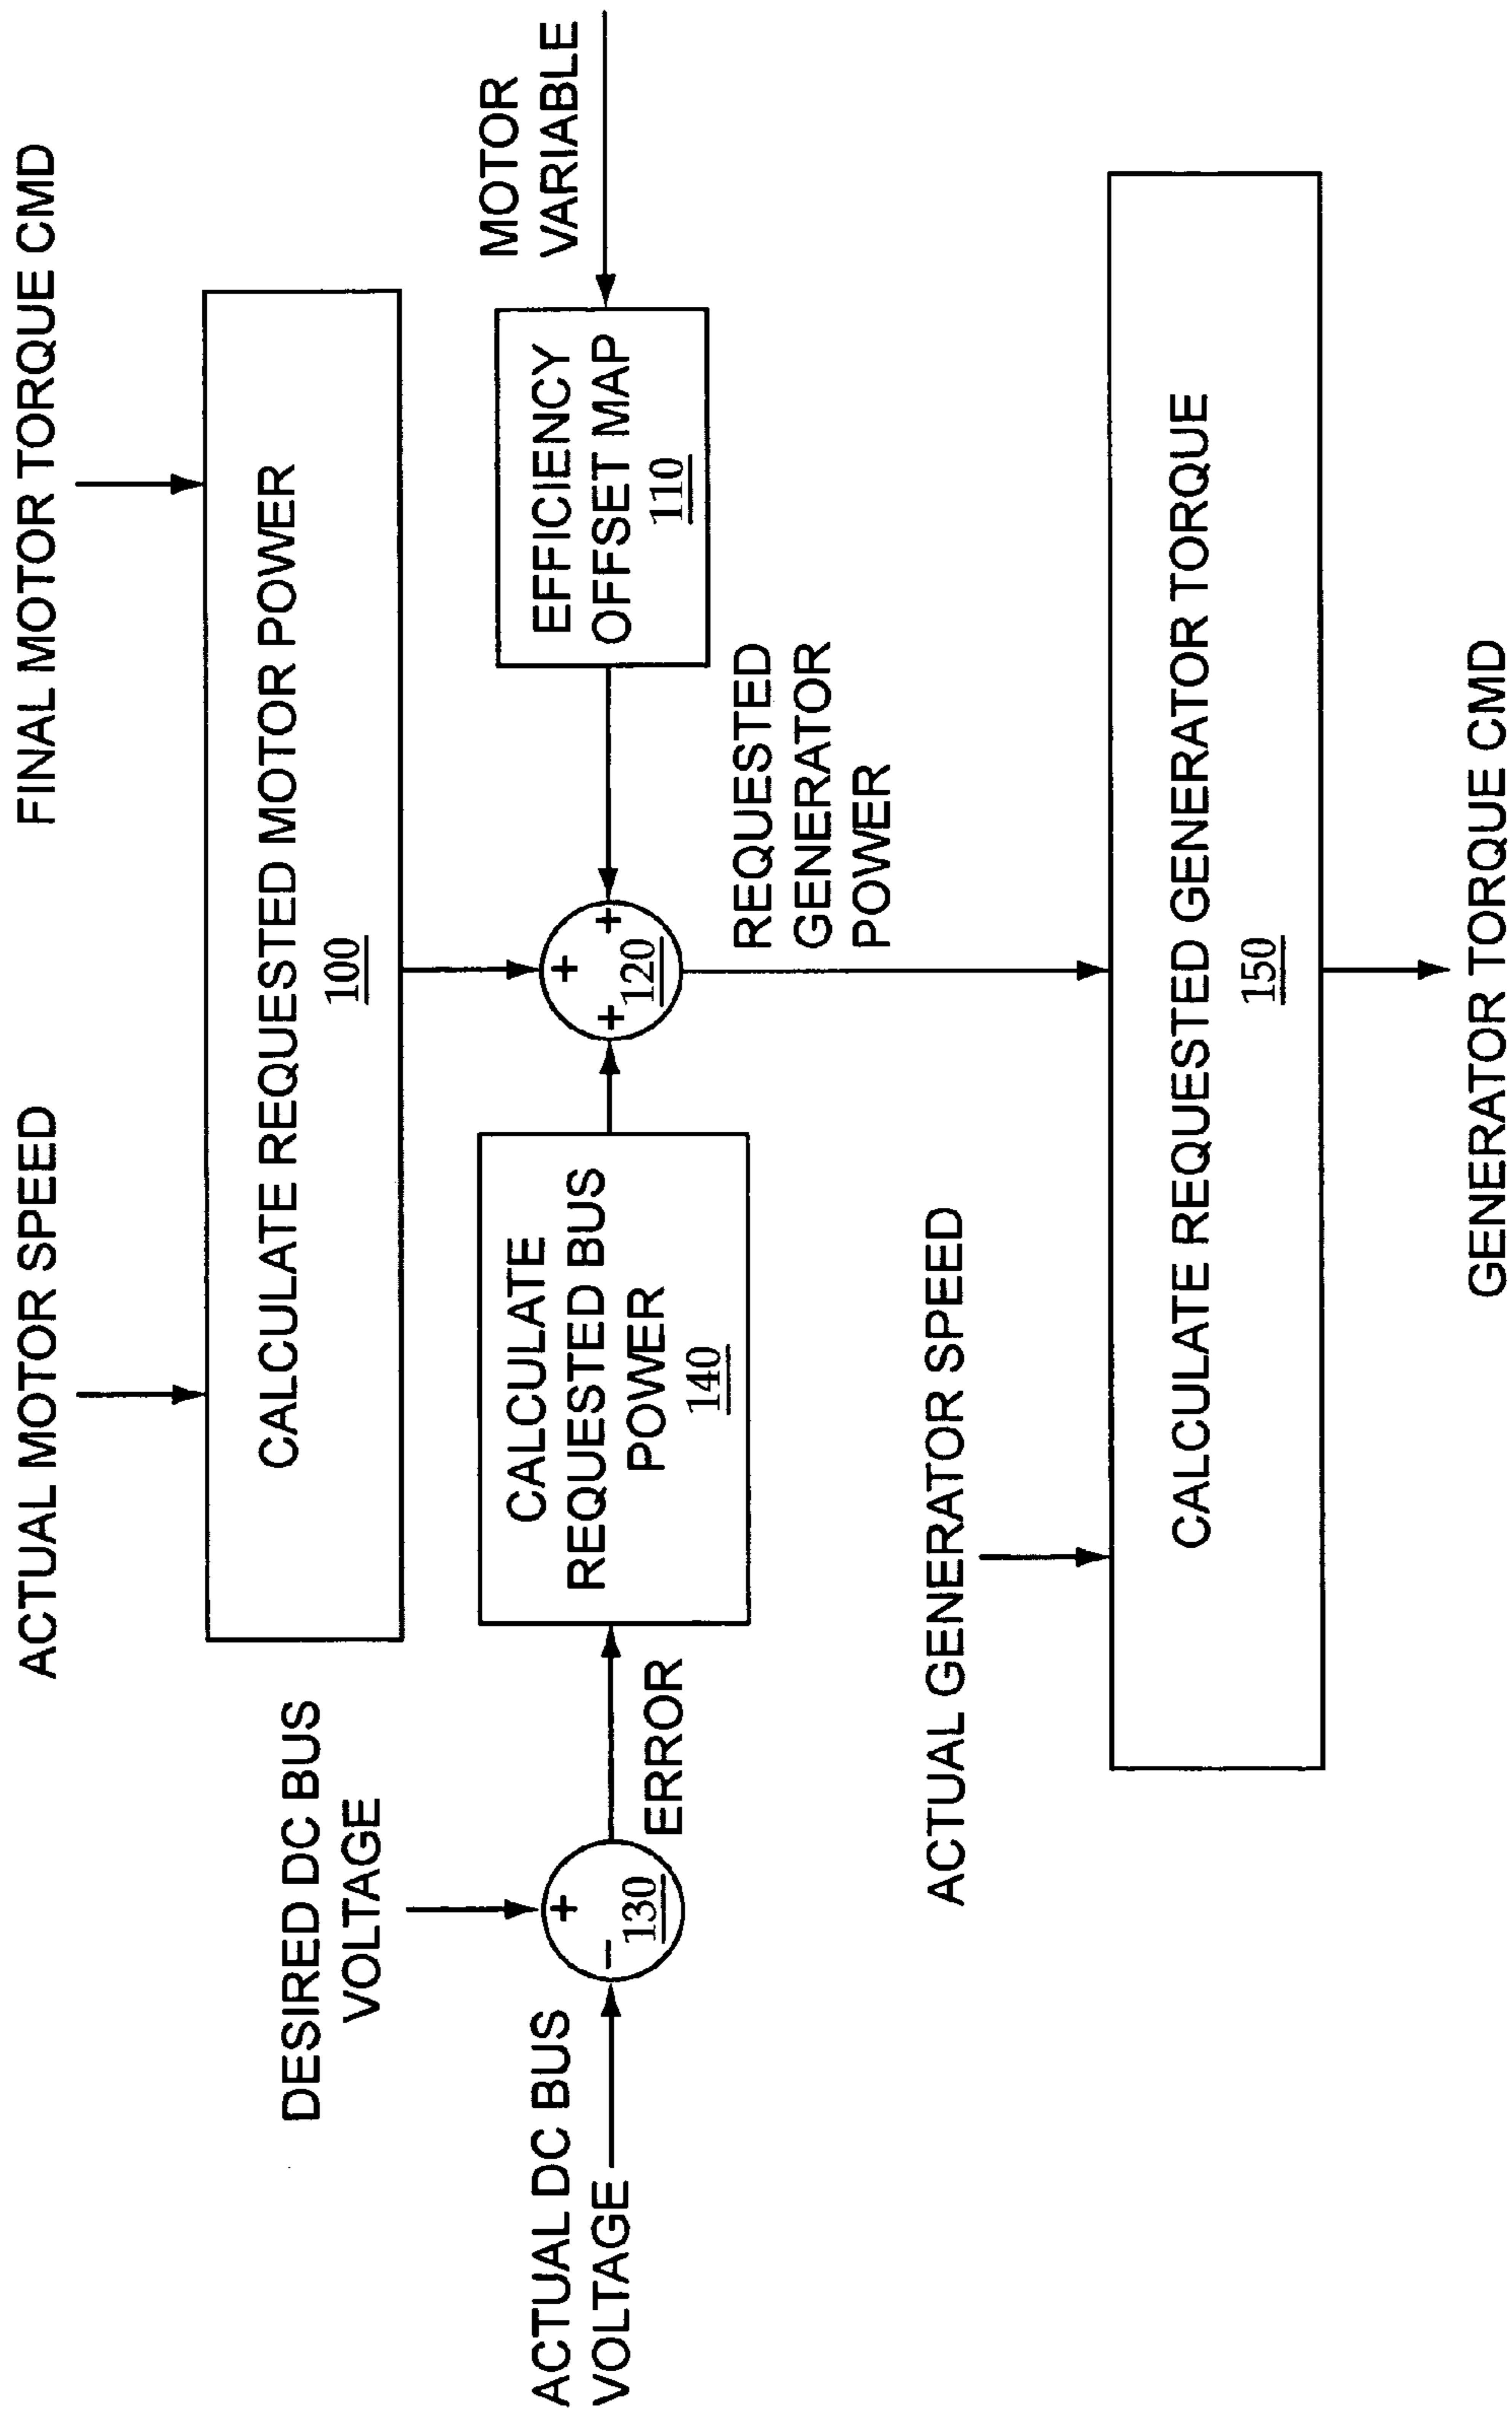 ACTUAL MOTOR SPEED
FINAL MOTOR TORQUE CMD
CALCULATE REQUESTED MOTOR POWER
100
DESIRED DC BUS
VOLTAGE
ACTUAL DC BUS
VOLTAGE
+
−
130
ERROR
CALCULATE
REQUESTED BUS
POWER
140
+
+
+
120
EFFICIENCY
OFFSET MAP
110
MOTOR
VARIABLE
REQUESTED
GENERATOR
POWER
ACTUAL GENERATOR SPEED
CALCULATE REQUESTED GENERATOR TORQUE
150
GENERATOR TORQUE CMD